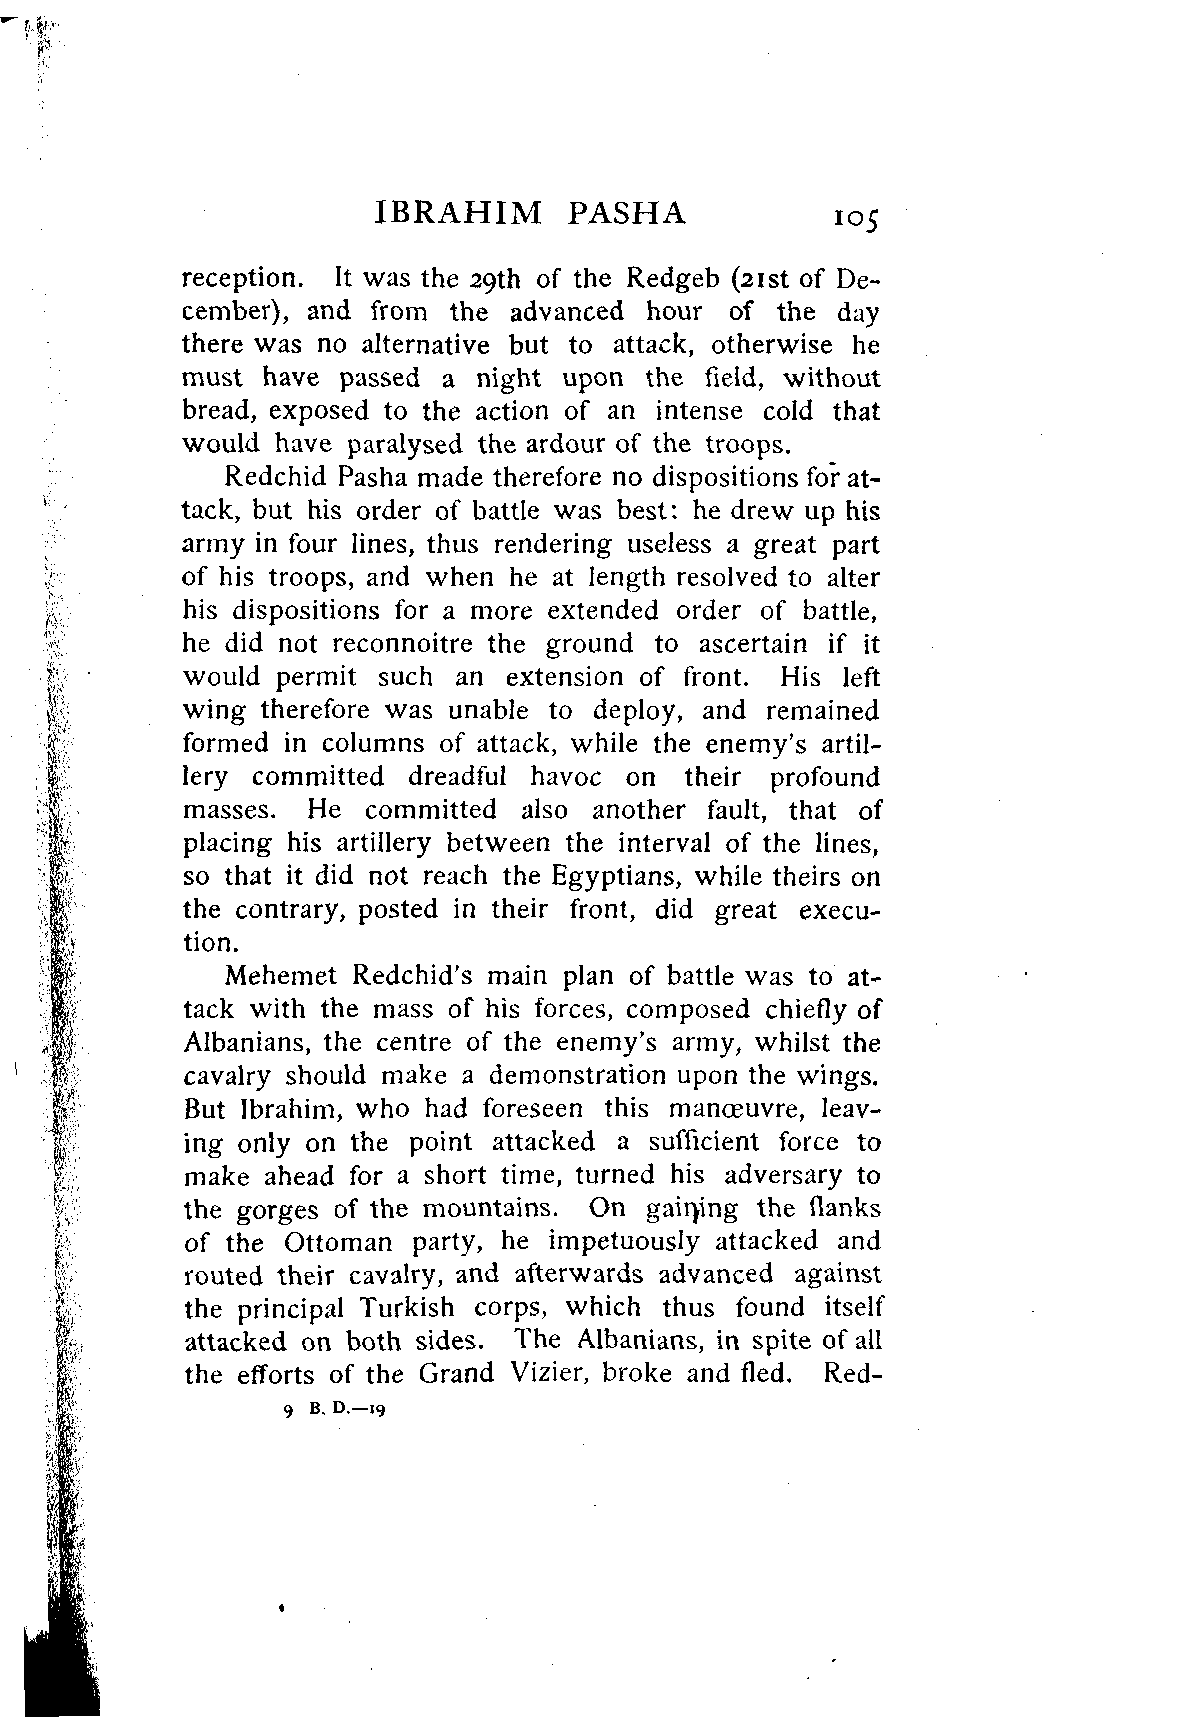 IBRAHIM PASHA 105
reception. It was the 29th of the Redgeb (21st of De-
cember), and from the advanced hour of the day
there was no alternative but to attack, otherwise he
must have passed a night upon the field, without
bread, exposed to the action of an intense cold that
would have paralysed the ardour of the troops.
Redchid Pasha made therefore no dispositions for at-
tack, but his order of battle was best: he drew up his
army in four lines, thus rendering useless a great part
of his troops, and when he at length resolved to alter
his dispositions for a more extended order of battle,
he did not reconnoitre the ground to ascertain if it
would permit such an extension of front. His left
wing therefore was unable to deploy, and remained
formed in columns of attack, while the enemy's artil-
lery committed dreadful havoc on their profound
masses. He committed also another fault, that of
placing his artillery between the interval of the lines,
so that it did not reach the Egyptians, while theirs on
the contrary, posted in their front, did great execu-
tion.
Mehemet Redchid's main plan of battle was to at-
tack with the mass of his forces, composed chiefly of
Albanians, the centre of the enemy's army, whilst the
cavalry should make a demonstration upon the wings.
But Ibrahim, who had foreseen this manœuvre, leav-
ing only on the point attacked a sufficient force to
make ahead for a short time, turned his adversary to
the gorges of the mountains. On gaining the flanks
of the Ottoman party, he impetuously attacked and
routed their cavalry, and afterwards advanced against
the principal Turkish corps, which thus found itself
attacked on both sides. The Albanians, in spite of all
the efforts of the Grand Vizier, broke and fled. Red-
9 B. D.—19